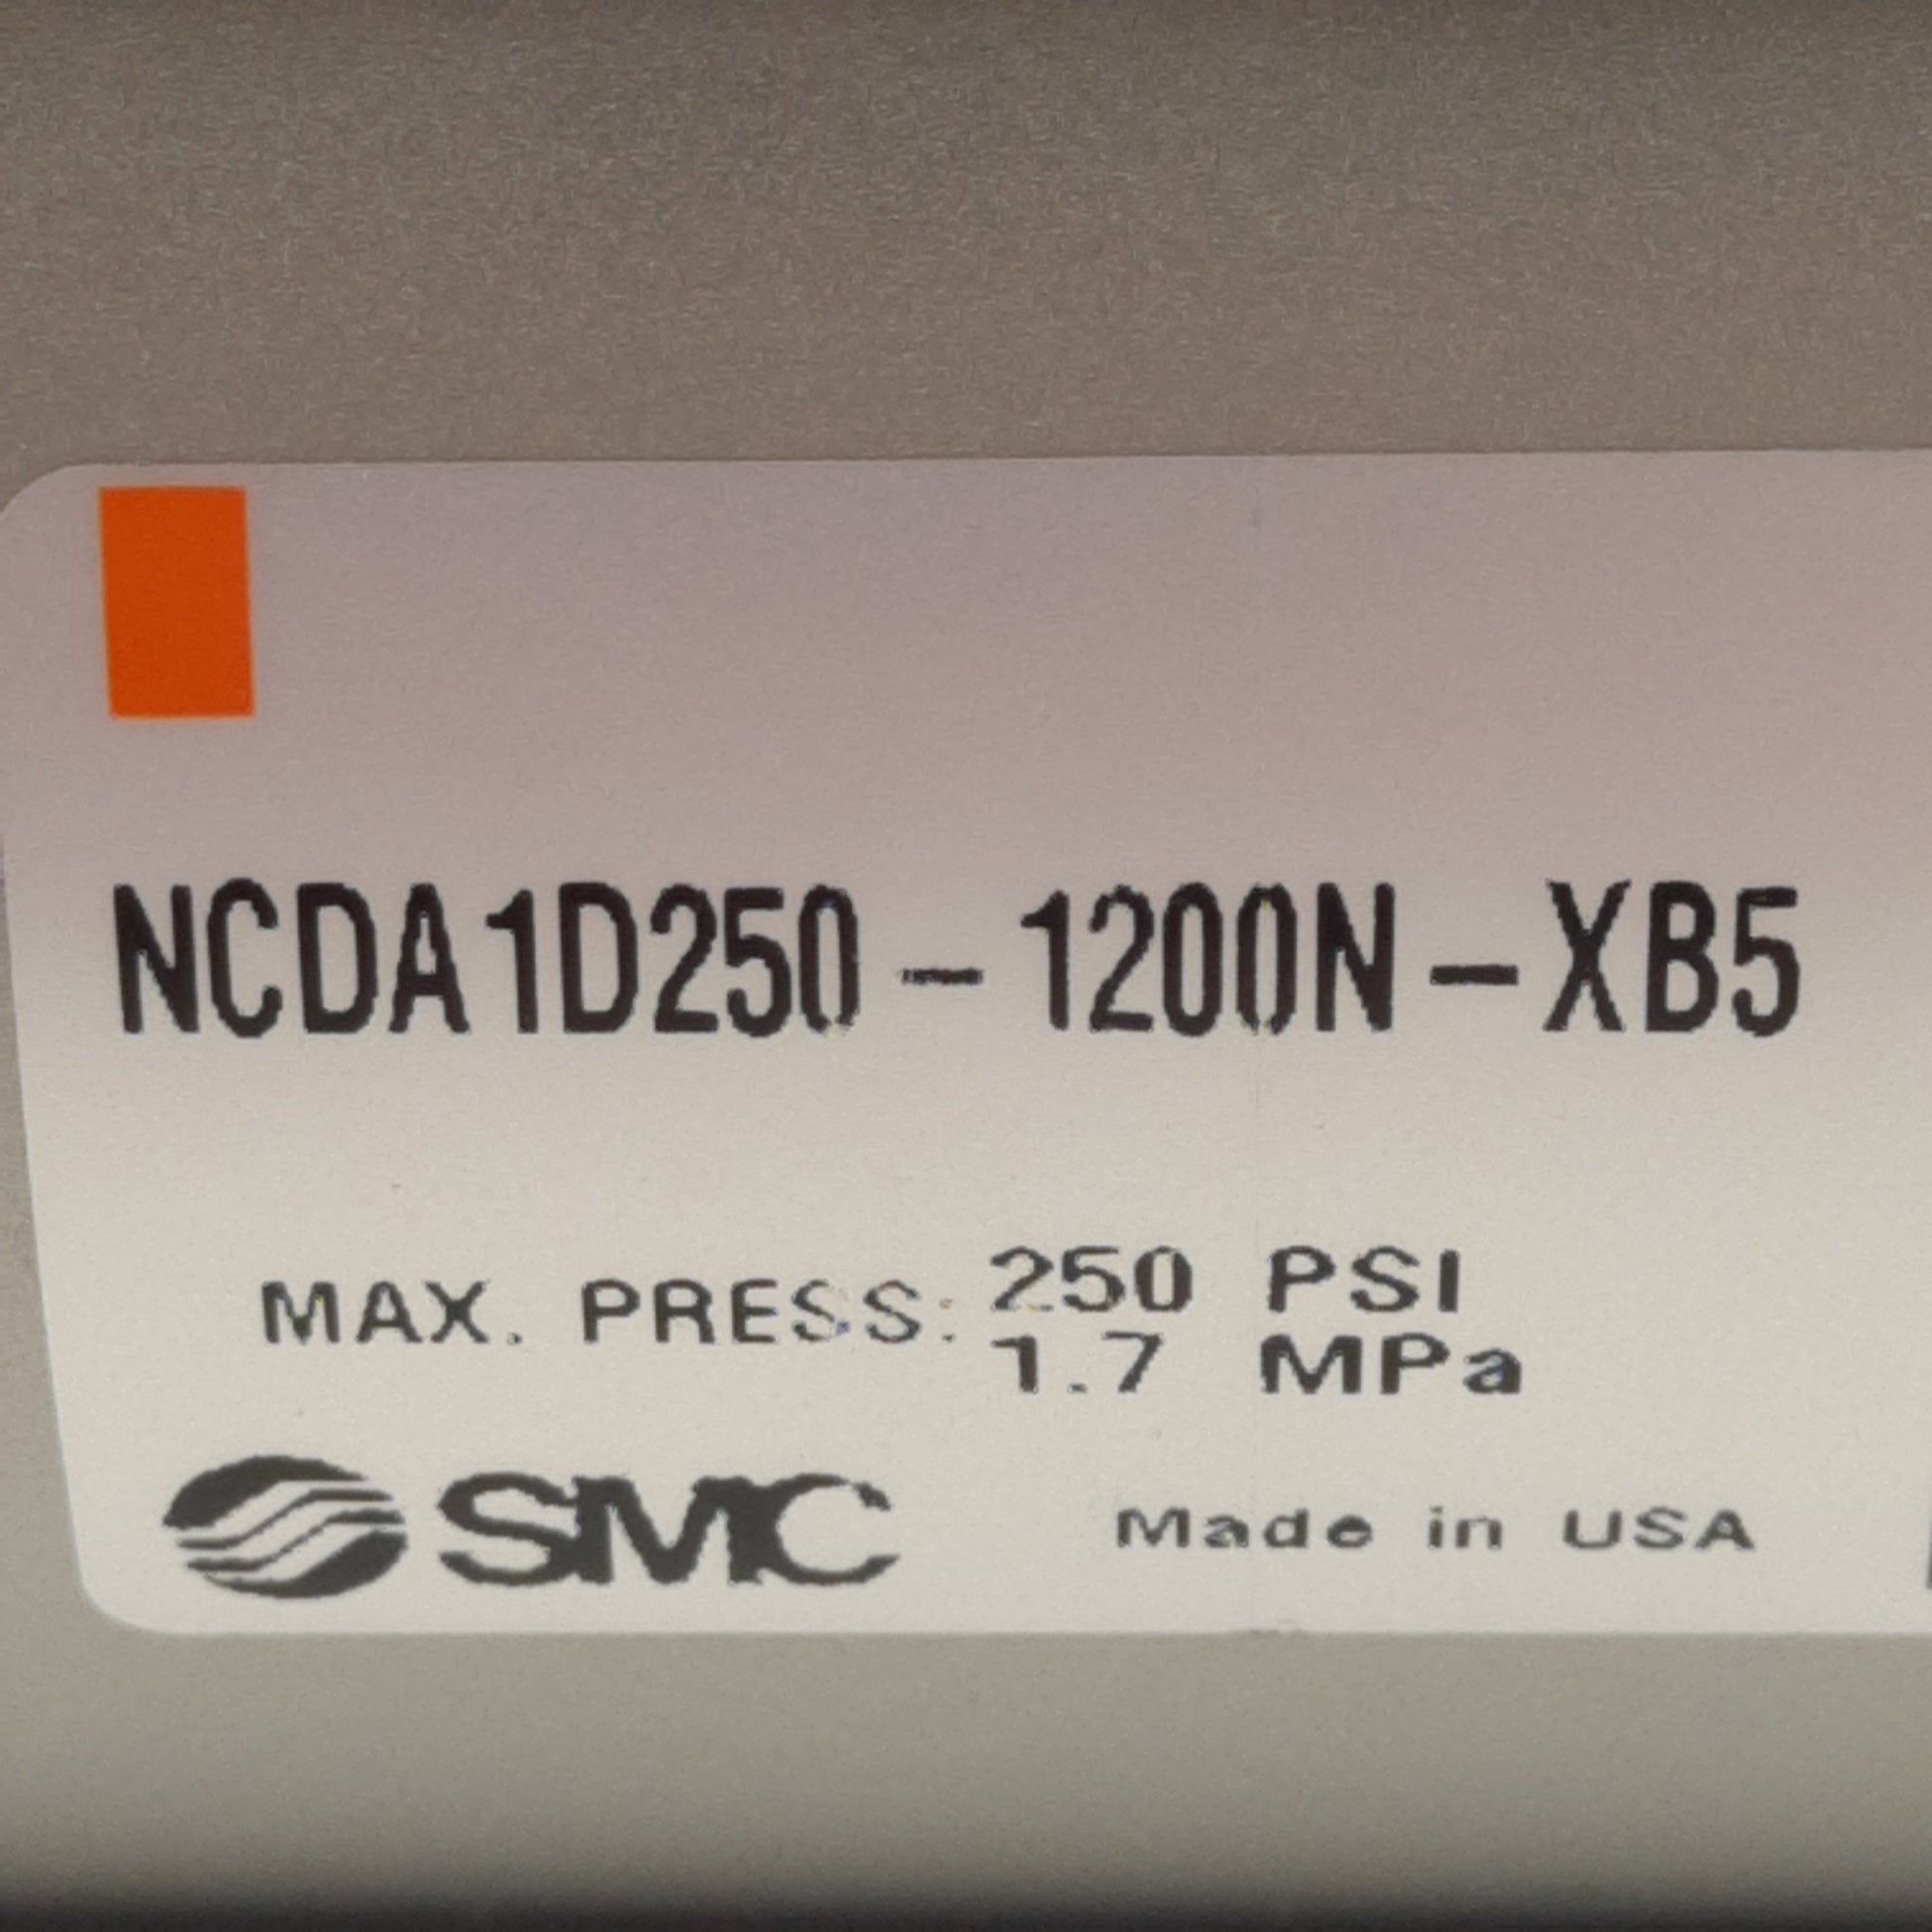 NCDA1D250-1200N-XB5
MAX. PRESS: 250 PSI
1.7 MPa
SMC Made in USA